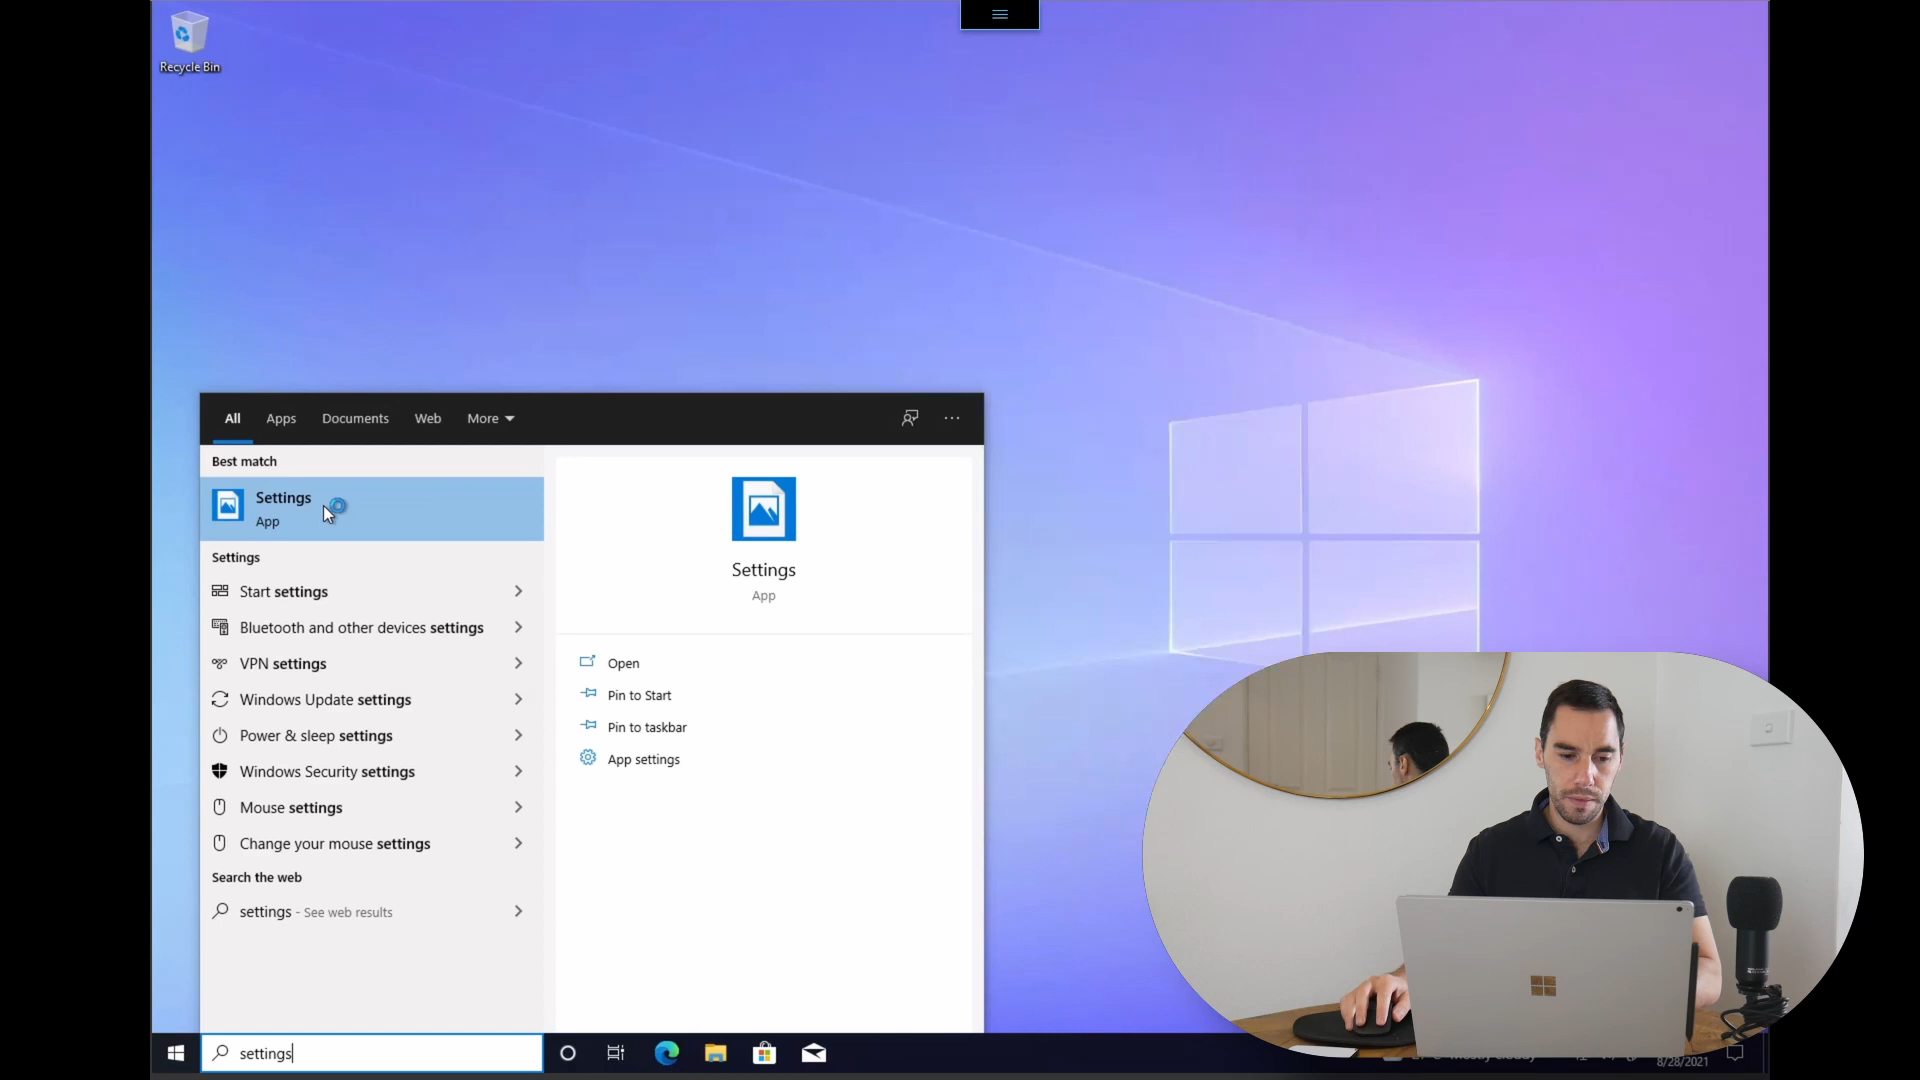 Recycle Bin
All Apps Documents Web More
Best match
Settings
App
Settings
Start settings
Bluetooth and other devices settings
VPN settings
Windows Update settings
Power & sleep settings
Windows Security settings
Mouse settings
Change your mouse settings
Search the web
settings - See web results
Settings
App
Open
Pin to Start
Pin to taskbar
App settings
settings
8/28/2021